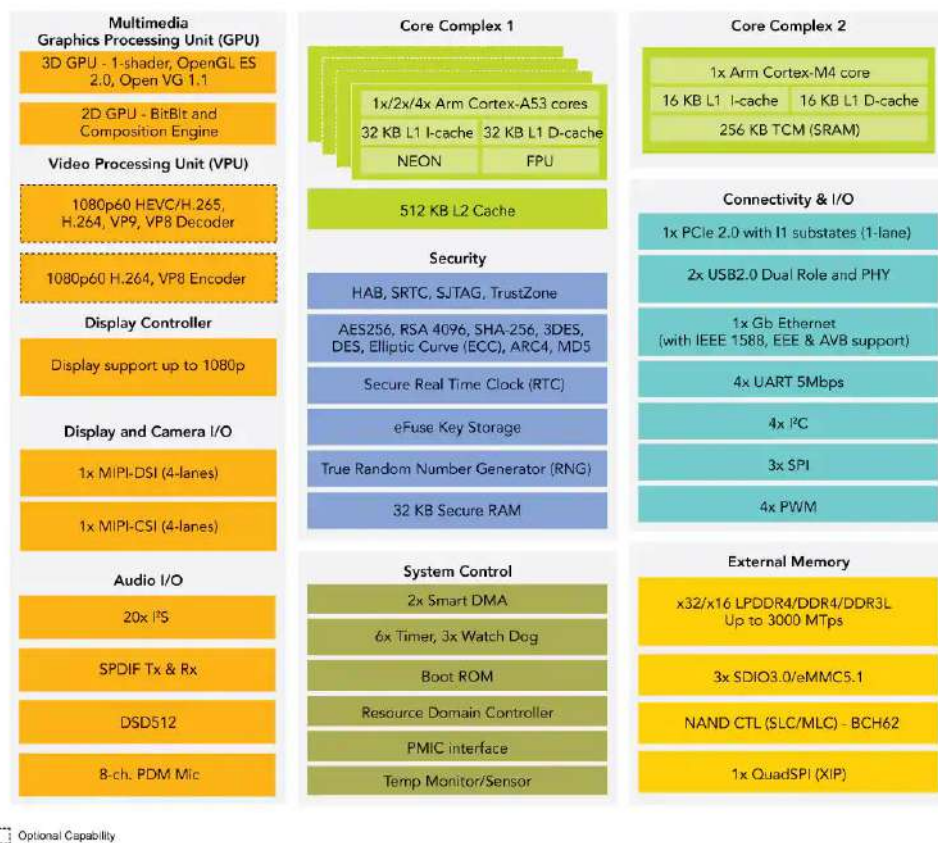 Multimedia
Graphics Processing Unit (GPU)
3D GPU - 1-shader, OpenGL ES
2.0, Open VG 1.1
2D GPU - BitBlt and
Composition Engine
Video Processing Unit (VPU)
1080p60 HEVC/H.265,
H.264, VP9, VP8 Decoder
1080p60 H.264, VP8 Encoder
Display Controller
Display support up to 1080p
Display and Camera I/O
1x MIPI-DSI (4-lanes)
1x MIPI-CSI (4-lanes)
Audio I/O
20x I²S
SPDIF Tx & Rx
DSD512
8-ch. PDM Mic
Core Complex 1
1x/2x/4x Arm Cortex-A53 cores
32 KB L1 I-cache
32 KB L1 D-cache
NEON
FPU
512 KB L2 Cache
Security
HAB, SRTC, SJTAG, TrustZone
AES256, RSA 4096, SHA-256, 3DES,
DES, Elliptic Curve (ECC), ARC4, MD5
Secure Real Time Clock (RTC)
eFuse Key Storage
True Random Number Generator (RNG)
32 KB Secure RAM
System Control
2x Smart DMA
6x Timer, 3x Watch Dog
Boot ROM
Resource Domain Controller
PMIC interface
Temp Monitor/Sensor
Core Complex 2
1x Arm Cortex-M4 core
16 KB L1 I-cache
16 KB L1 D-cache
256 KB TCM (SRAM)
Connectivity & I/O
1x PCIe 2.0 with l1 substates (1-lane)
2x USB2.0 Dual Role and PHY
1x Gb Ethernet
(with IEEE 1588, EEE & AVB support)
4x UART 5Mbps
4x I²C
3x SPI
4x PWM
External Memory
x32/x16 LPDDR4/DDR4/DDR3L
Up to 3000 MTps
3x SDIO3.0/eMMC5.1
NAND CTL (SLC/MLC) - BCH62
1x QuadSPI (XIP)
Optional Capability